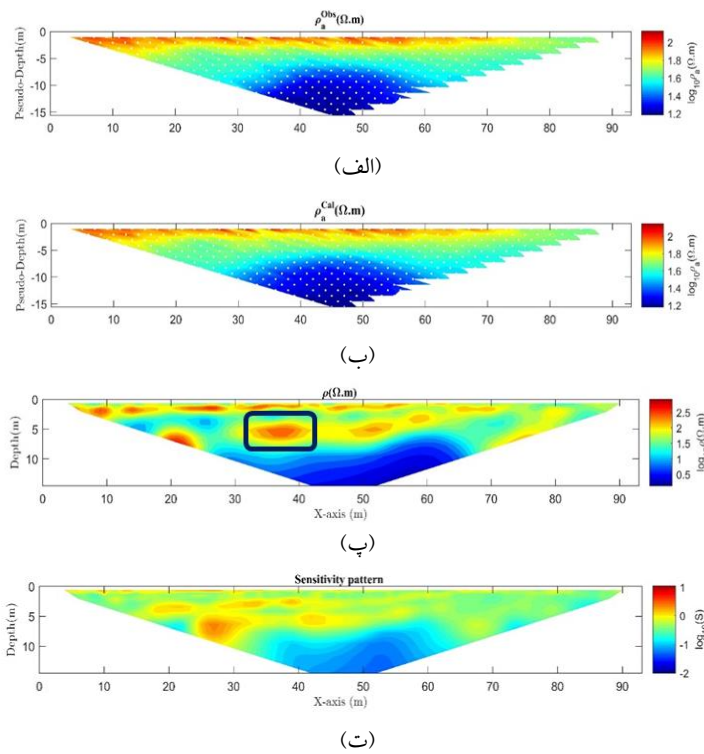 ρₐᴼᵇˢ(Ω.m)
Pseudo-Depth(m)
0
-5
-10
-15
0 10 20 30 40 50 60 70 80 90
2
1.8
1.6
1.4
1.2
log₁₀ρₐ(Ω.m)
(الف)
ρₐᶜᵃˡ(Ω.m)
Pseudo-Depth(m)
0
-5
-10
-15
0 10 20 30 40 50 60 70 80 90
2
1.8
1.6
1.4
1.2
log₁₀ρₐ(Ω.m)
(ب)
ρ(Ω.m)
Depth(m)
0
5
10
0 10 20 30 40 50 60 70 80 90
X-axis (m)
2.5
2
1.5
1
0.5
(Ω.m)
(پ)
Sensitivity pattern
Depth(m)
0
5
10
0 10 20 30 40 50 60 70 80 90
X-axis (m)
1
0
-1
-2
(S)
(ت)